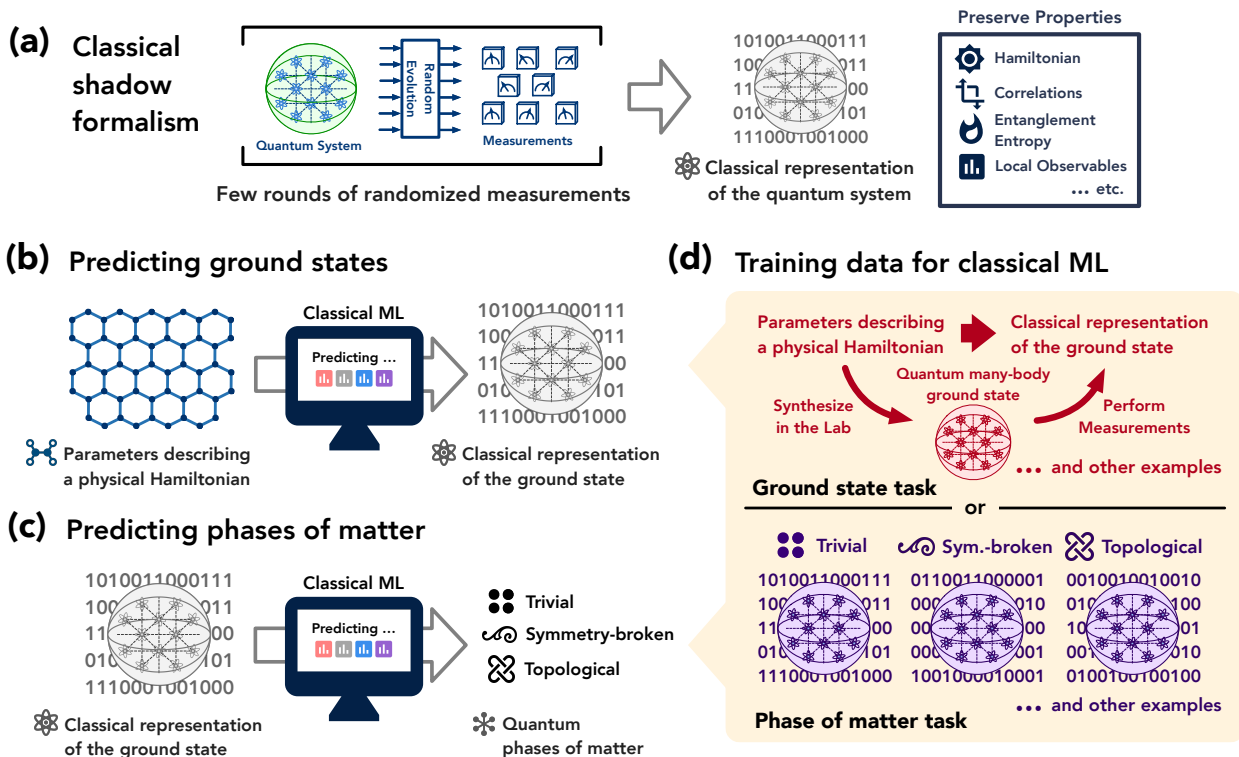 (a) Classical
shadow
formalism
Quantum System
Random
Evolution
Measurements
Few rounds of randomized measurements
1010011000111
100 011
11 00
010 101
1110001001000
Classical representation
of the quantum system
Preserve Properties
Hamiltonian
Correlations
Entanglement
Entropy
Local Observables
... etc.
(b) Predicting ground states
Parameters describing
a physical Hamiltonian
Classical ML
Predicting ...
1010011000111
100 011
11 00
010 101
1110001001000
Classical representation
of the ground state
(c) Predicting phases of matter
1010011000111
100 011
11 00
010 101
1110001001000
Classical representation
of the ground state
Classical ML
Predicting ...
Trivial
Symmetry-broken
Topological
Quantum
phases of matter
(d) Training data for classical ML
Parameters describing
a physical Hamiltonian
Classical representation
of the ground state
Quantum many-body
ground state
Synthesize
in the Lab
Perform
Measurements
... and other examples
Ground state task
or
Trivial
Sym.-broken
Topological
1010011000111 0110011000001 0010010010010
100 011 000 010 010 100
11 00 00 00 10 01
010 101 000 001 001 010
1110001001000 1001000010001 0100100100100
... and other examples
Phase of matter task